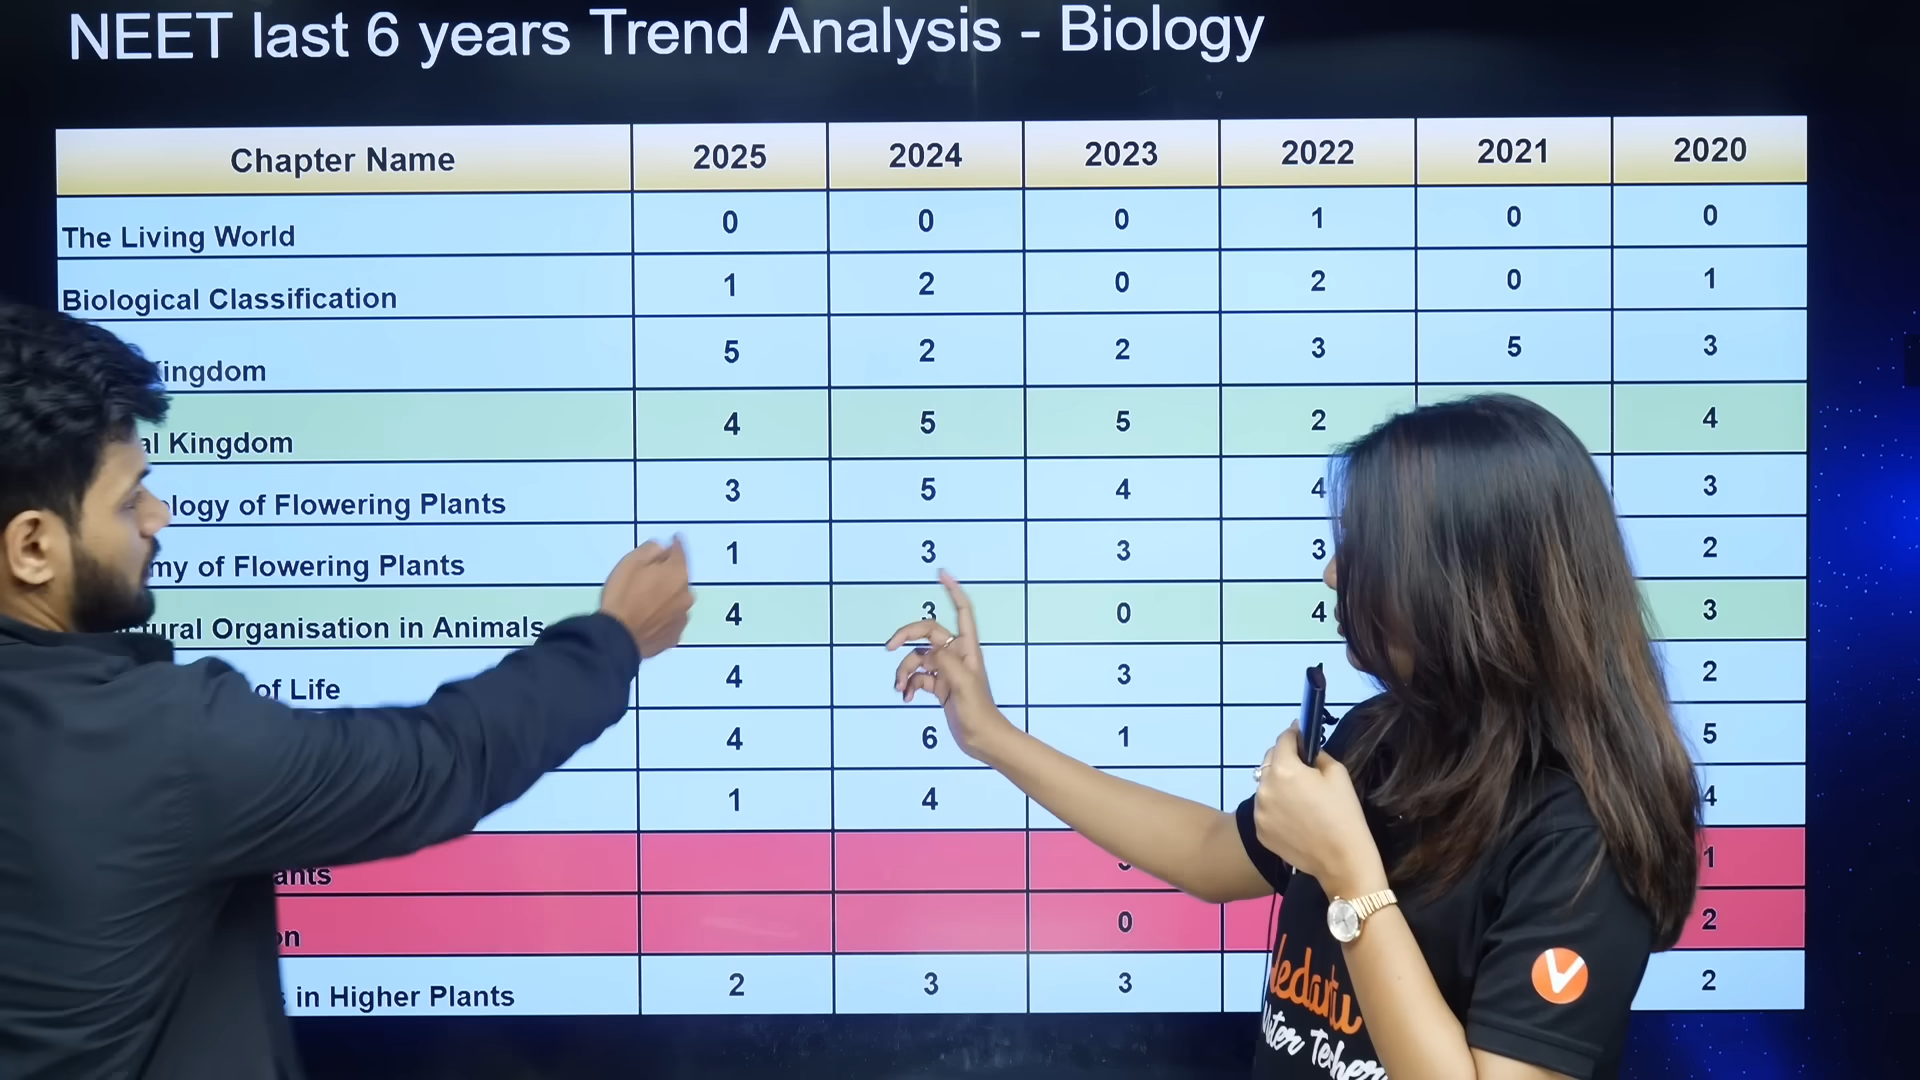 NEET last 6 years Trend Analysis - Biology
Chapter Name 2025 2024 2023 2022 2021 2020
The Living World 0 0 0 1 0 0
Biological Classification 1 2 0 2 0 1
ingdom 5 2 2 3 5 3
al Kingdom 4 5 5 2 4
logy of Flowering Plants 3 5 4 4 3
my of Flowering Plants 1 3 3 3 2
ural Organisation in Animals 4 3 0 4 3
of Life 4 3 2
4 6 1 5
1 4 4
ants 1
on 0 2
in Higher Plants 2 3 3 2
V